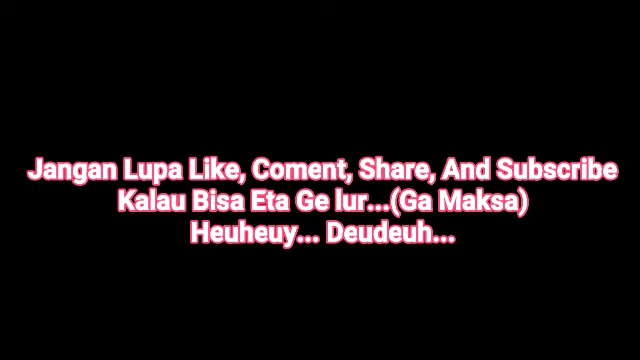 Jangan Lupa Like, Coment, Share, And Subscribe
Kalau Bisa Eta Ge lur...(Ga Maksa)
Heuheuy... Deudeuh...